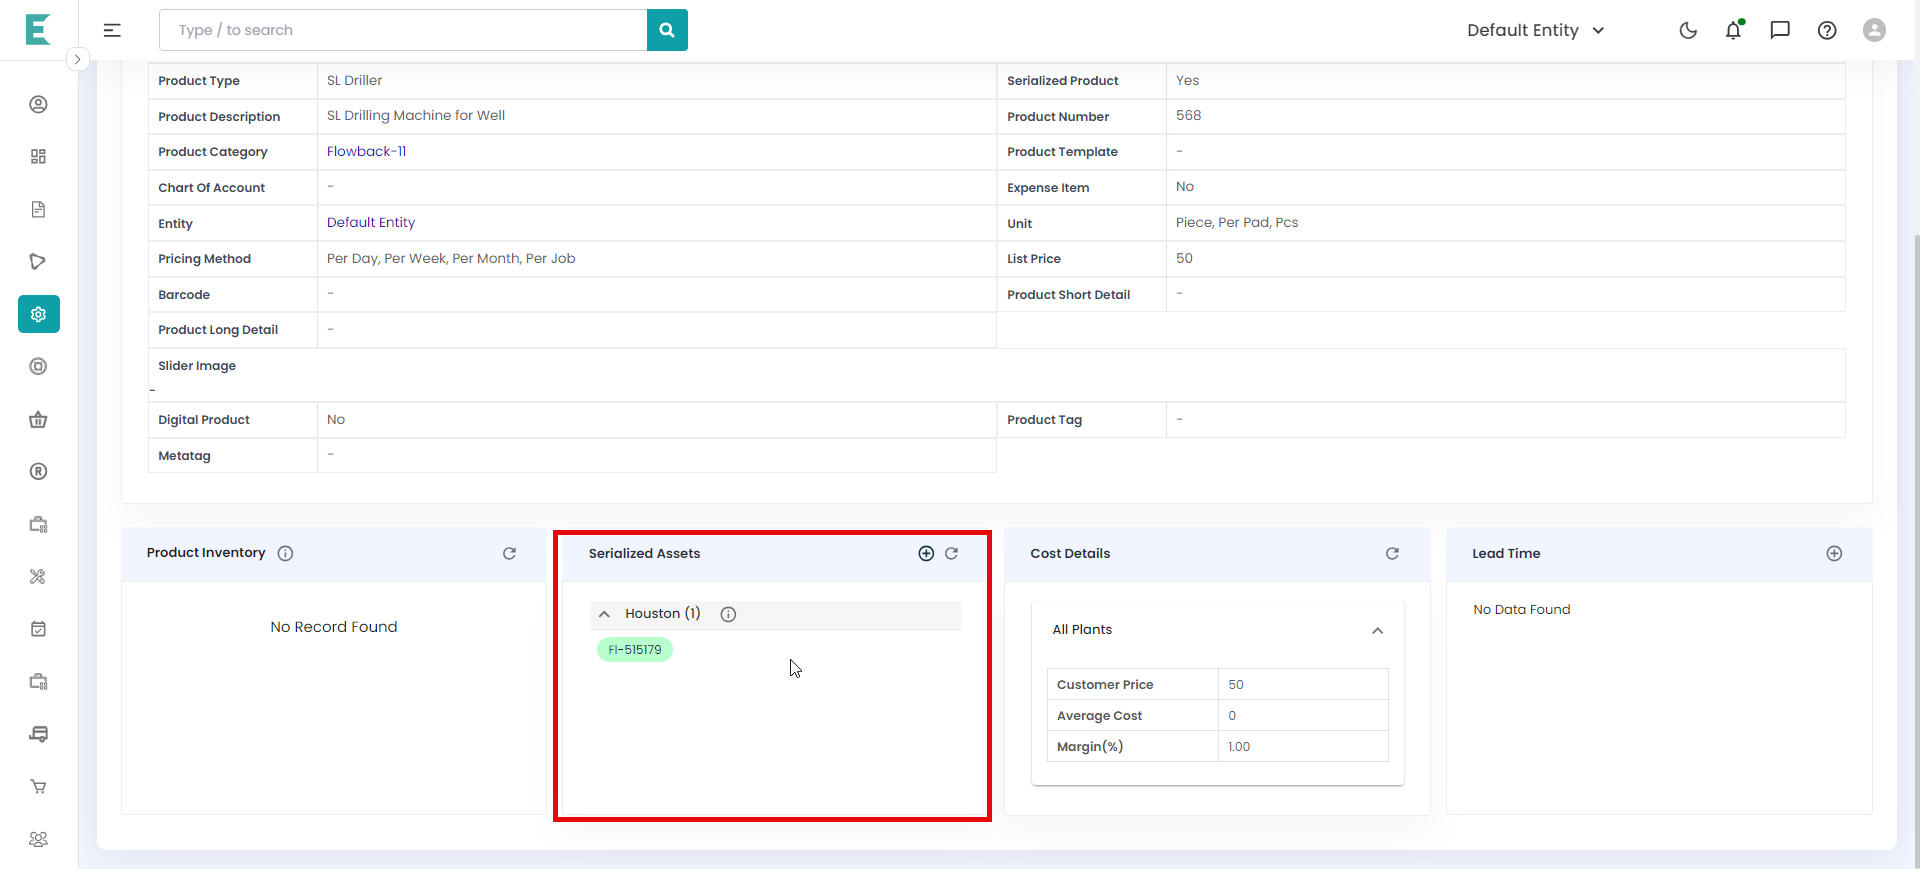 Type / to search
Default Entity
Product Type SL Driller Serialized Product Yes
Product Description SL Drilling Machine for Well Product Number 568
Product Category Flowback-11 Product Template -
Chart Of Account - Expense Item No
Entity Default Entity Unit Piece, Per Pad, Pcs
Pricing Method Per Day, Per Week, Per Month, Per Job List Price 50
Barcode - Product Short Detail -
Product Long Detail -
Slider Image
-
Digital Product No Product Tag -
Metatag -
Product Inventory
No Record Found
Serialized Assets
Houston (1)
Fl-515179
Cost Details
All Plants
Customer Price 50
Average Cost 0
Margin(%) 1.00
Lead Time
No Data Found